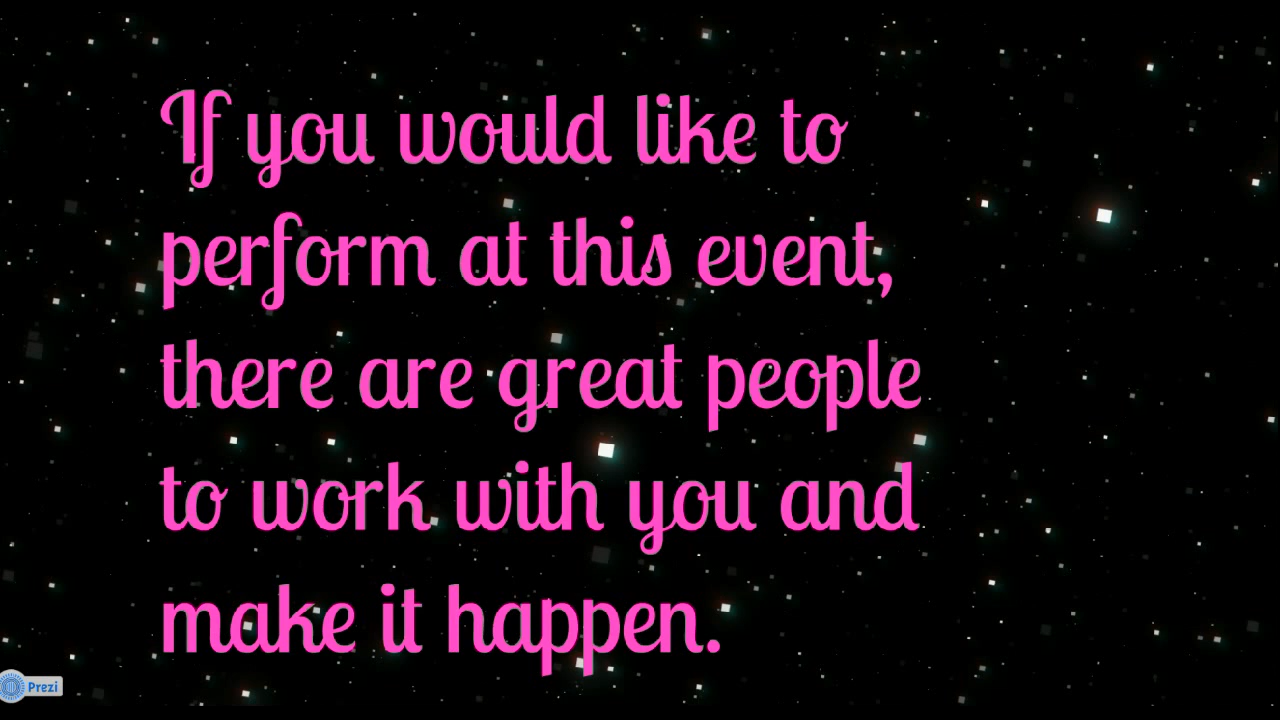 If you would like to
perform at this event,
there are great people
to work with you and
make it happen.
Prezi